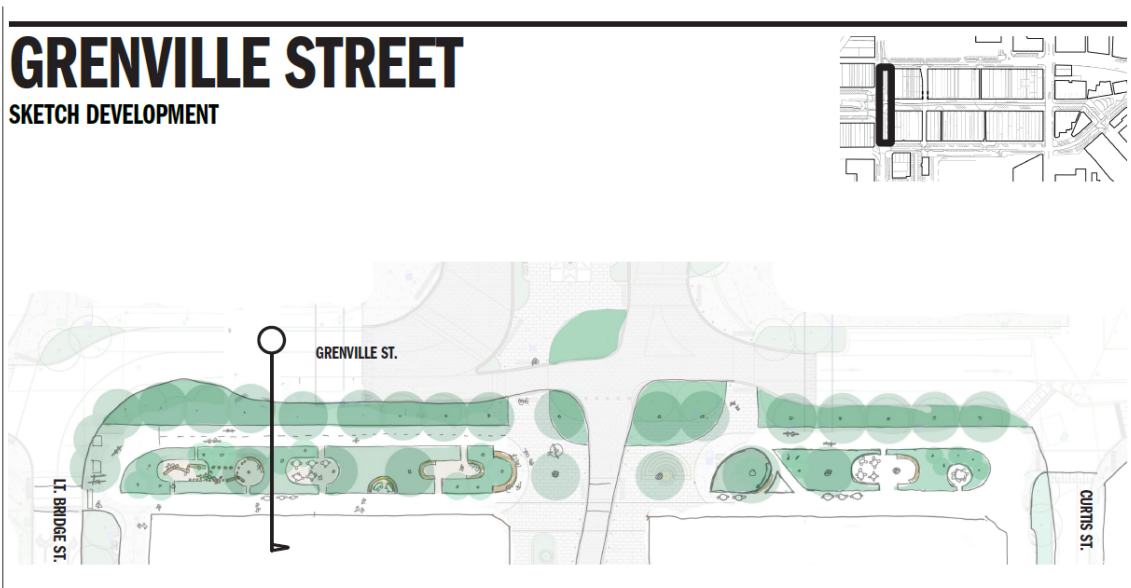 GRENVILLE STREET
SKETCH DEVELOPMENT
GRENVILLE ST.
LT. BRIDGE ST.
CURTIS ST.